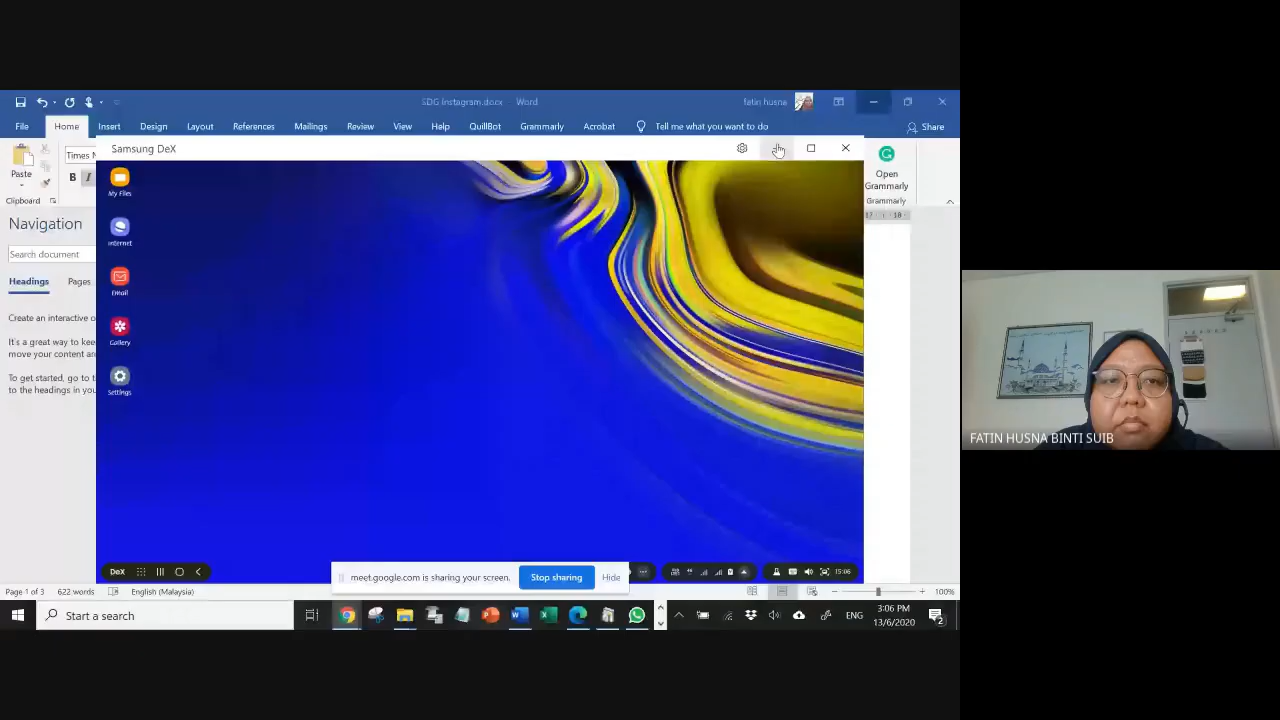 SDG instagram.docx - Word
fatin husna
File Home Insert Design Layout References Mailings Review View Help QuillBot Grammarly Acrobat Tell me what you want to do Share
Samsung DeX
Paste
Times N
B I
Clipboard
Open
Grammarly
Grammarly
17 18
Navigation
Search document
Headings Pages
Create an interactive o
It's a great way to kee
move your content ar
To get started, go to t
to the headings in you
My Files
Internet
Email
Gallery
Settings
FATIN HUSNA BINTI SUIB
DeX
15:06
meet.google.com is sharing your screen. Stop sharing Hide
Page 1 of 3 622 words English (Malaysia) 100%
Start a search
ENG
3:06 PM
13/6/2020
2